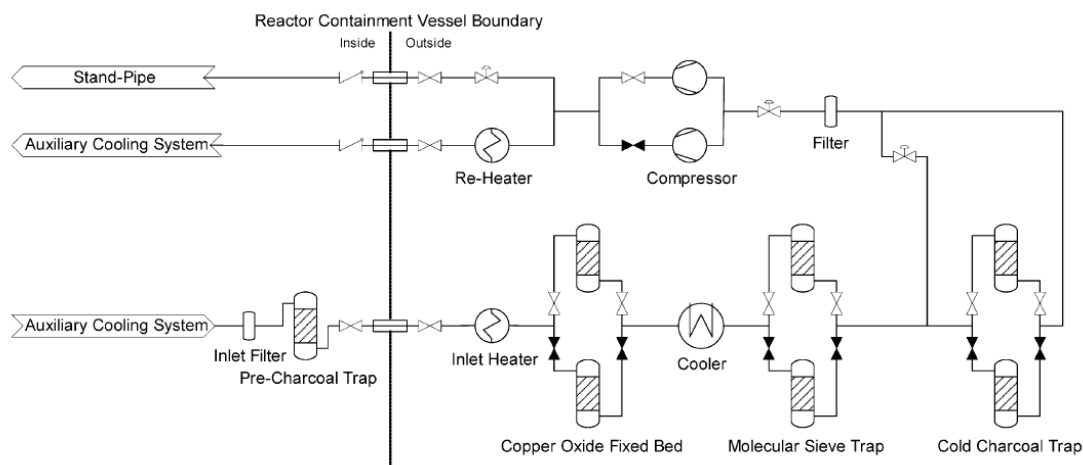 Reactor Containment Vessel Boundary
Inside
Outside
Stand-Pipe
Auxiliary Cooling System
Re-Heater
Compressor
Filter
Auxiliary Cooling System
Inlet Filter
Pre-Charcoal Trap
Inlet Heater
Cooler
Copper Oxide Fixed Bed
Molecular Sieve Trap
Cold Charcoal Trap